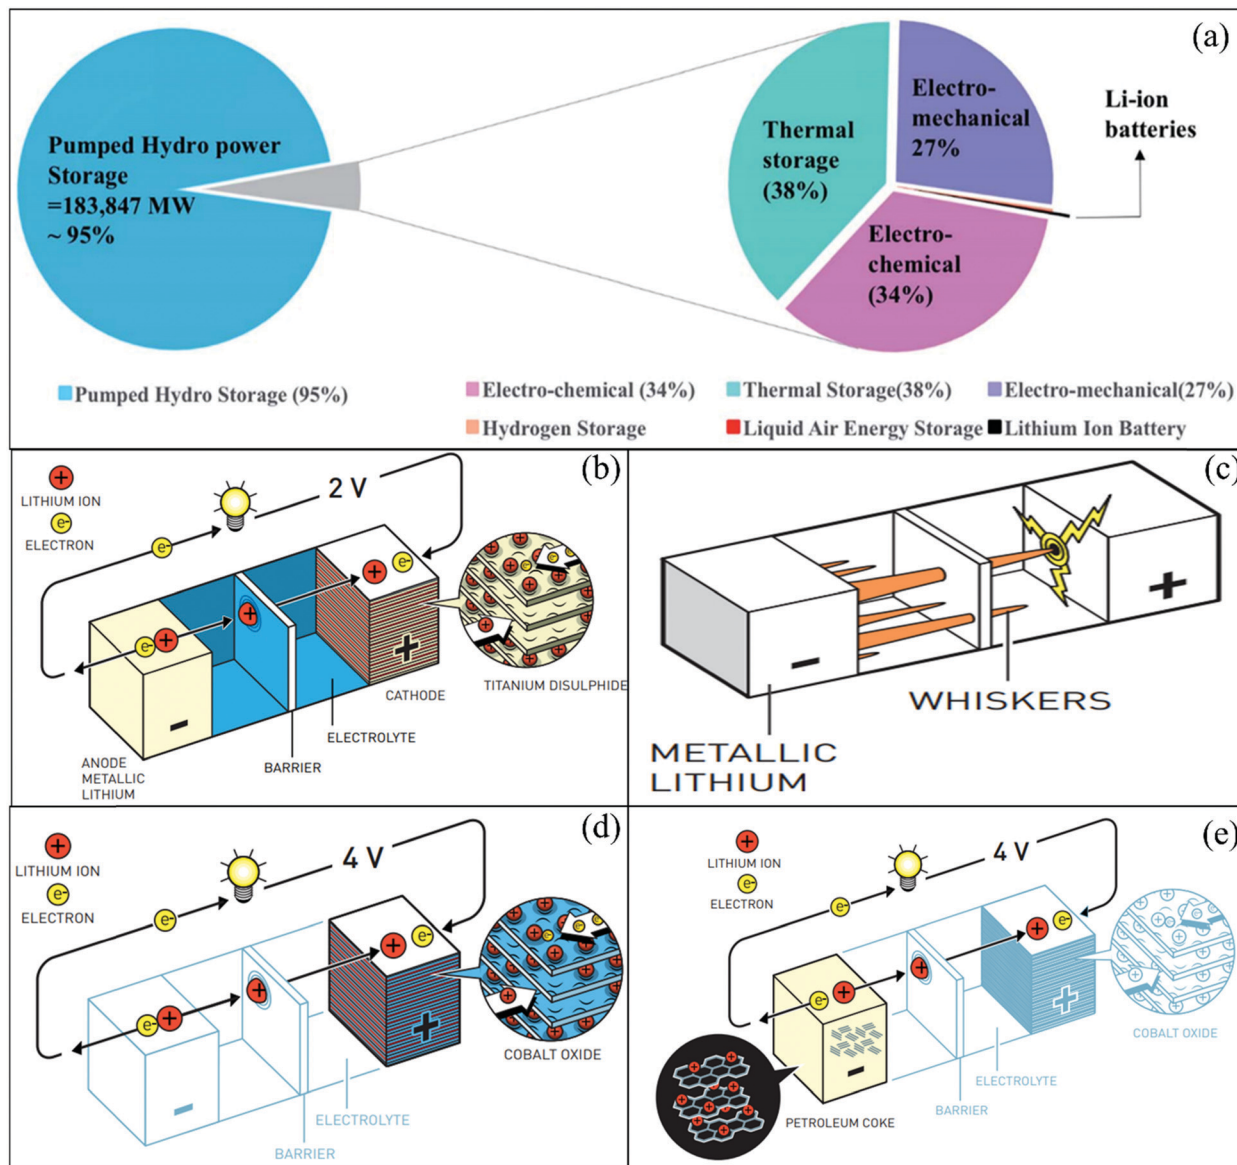 (a)
Pumped Hydro power
Storage
=183,847 MW
~ 95%
Thermal
storage
(38%)
Electro-
mechanical
27%
Electro-
chemical
(34%)
Li-ion
batteries
Pumped Hydro Storage (95%)
Electro-chemical (34%)
Thermal Storage(38%)
Electro-mechanical(27%)
Hydrogen Storage
Liquid Air Energy Storage
Lithium Ion Battery
(b)
+
LITHIUM ION
e-
ELECTRON
2 V
e-
e-
+
+
+
e-
-
+
TITANIUM DISULPHIDE
CATHODE
ELECTROLYTE
BARRIER
ANODE
METALLIC
LITHIUM
(c)
-
+
WHISKERS
METALLIC
LITHIUM
(d)
+
LITHIUM ION
e-
ELECTRON
4 V
e-
e-
+
+
+
e-
-
+
COBALT OXIDE
ELECTROLYTE
BARRIER
(e)
+
LITHIUM ION
e-
ELECTRON
4 V
e-
e-
+
+
+
e-
-
+
COBALT OXIDE
ELECTROLYTE
BARRIER
PETROLEUM COKE